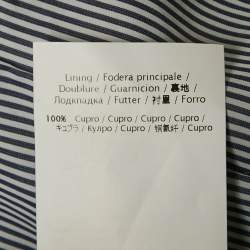 Lining / Fodera principale /
Doublure / Guarnicion / 裏地 /
Подкладка / Futter / 衬里 / Forro
100% Cupro / Cupro / Cupro / Cupro /
キュプラ / Купро / Cupro / 铜氨纤 / Cupro